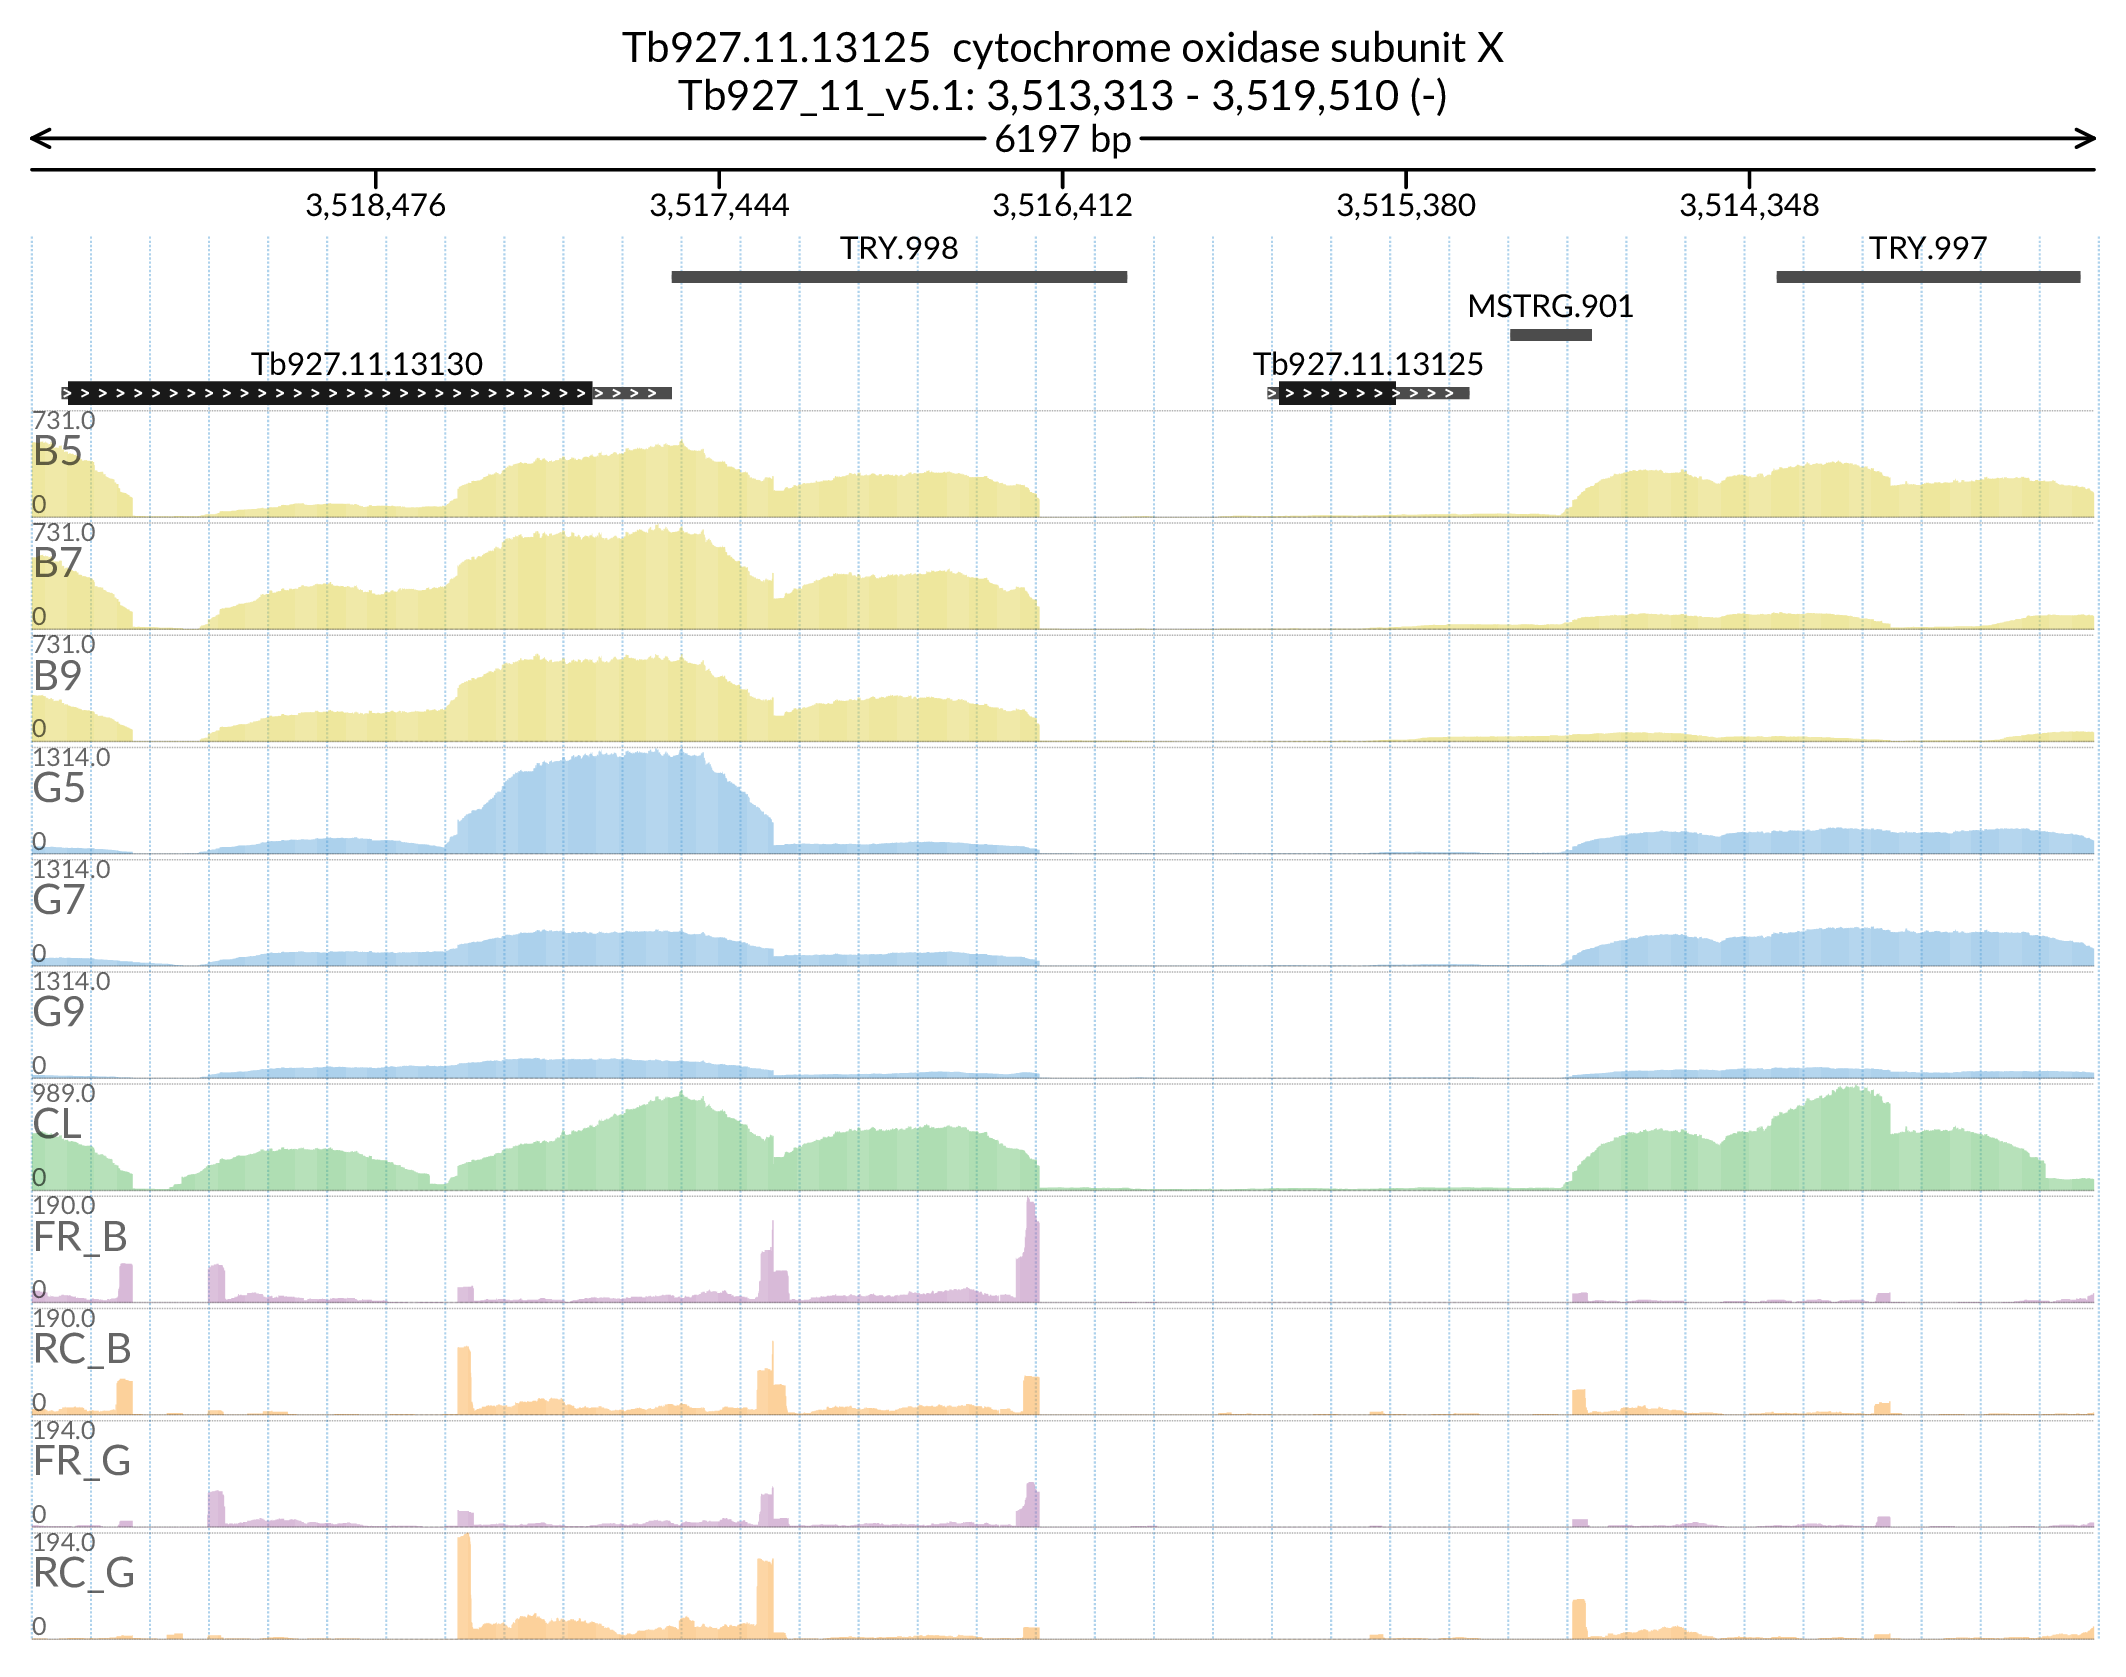 Tb927.11.13125 cytochrome oxidase subunit X
Tb927_11_v5.1: 3,513,313 - 3,519,510 (-)
6197 bp
3,518,476 3,517,444 3,516,412 3,515,380 3,514,348
TRY.998 TRY.997
MSTRG.901
Tb927.11.13130 Tb927.11.13125
731.0
B5
0
731.0
B7
0
731.0
B9
0
1314.0
G5
0
1314.0
G7
0
1314.0
G9
0
989.0
CL
0
190.0
FR_B
0
190.0
RC_B
0
194.0
FR_G
0
194.0
RC_G
0